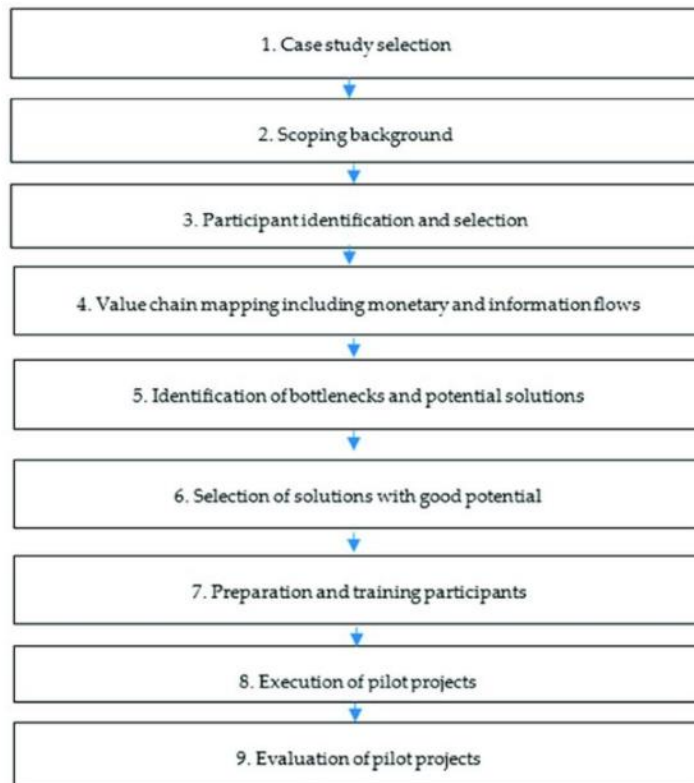 1. Case study selection
2. Scoping background
3. Participant identification and selection
4. Value chain mapping including monetary and information flows
5. Identification of bottlenecks and potential solutions
6. Selection of solutions with good potential
7. Preparation and training participants
8. Execution of pilot projects
9. Evaluation of pilot projects